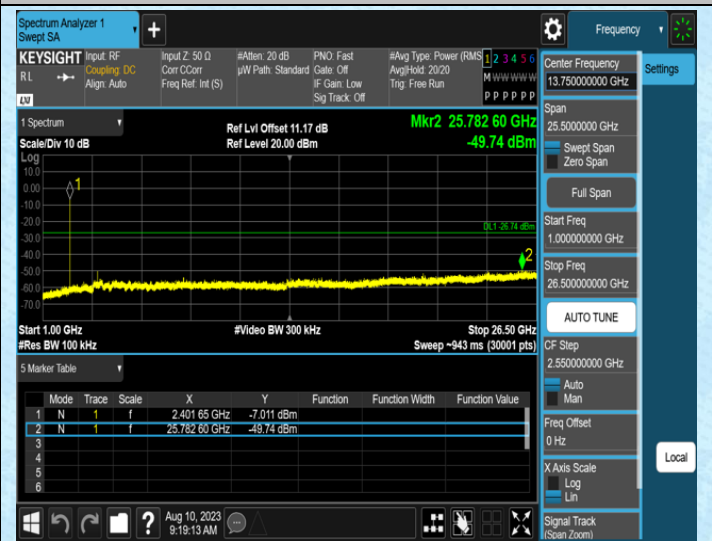 Spectrum Analyzer 1
Swept SA
+
Frequency
KEYSIGHT
RL
LXI
Input: RF
Coupling: DC
Align: Auto
Input Z: 50 Ω
Corr CCorr
Freq Ref: Int (S)
#Atten: 20 dB
µW Path: Standard
PNO: Fast
Gate: Off
IF Gain: Low
Sig Track: Off
#Avg Type: Power (RMS
Avg|Hold: 20/20
Trig: Free Run
1 2 3 4 5 6
M W W W W W
P P P P P P
1 Spectrum
Scale/Div 10 dB
Log
Ref Lvl Offset 11.17 dB
Ref Level 20.00 dBm
Mkr2 25.782 60 GHz
-49.74 dBm
10.0
0.00
-10.0
-20.0
-30.0
-40.0
-50.0
-60.0
-70.0
1
DL1 -26.74 dBm
2
Start 1.00 GHz
#Res BW 100 kHz
#Video BW 300 kHz
Stop 26.50 GHz
Sweep ~943 ms (30001 pts)
5 Marker Table
Mode Trace Scale X Y Function Function Width Function Value
1 N 1 f 2.401 65 GHz -7.011 dBm
2 N 1 f 25.782 60 GHz -49.74 dBm
3
4
5
6
?
Aug 10, 2023
9:19:13 AM
Center Frequency
13.750000000 GHz
Span
25.5000000 GHz
Swept Span
Zero Span
Full Span
Start Freq
1.000000000 GHz
Stop Freq
26.500000000 GHz
AUTO TUNE
CF Step
2.550000000 GHz
Auto
Man
Freq Offset
0 Hz
X Axis Scale
Log
Lin
Signal Track
(Span Zoom)
Settings
Local